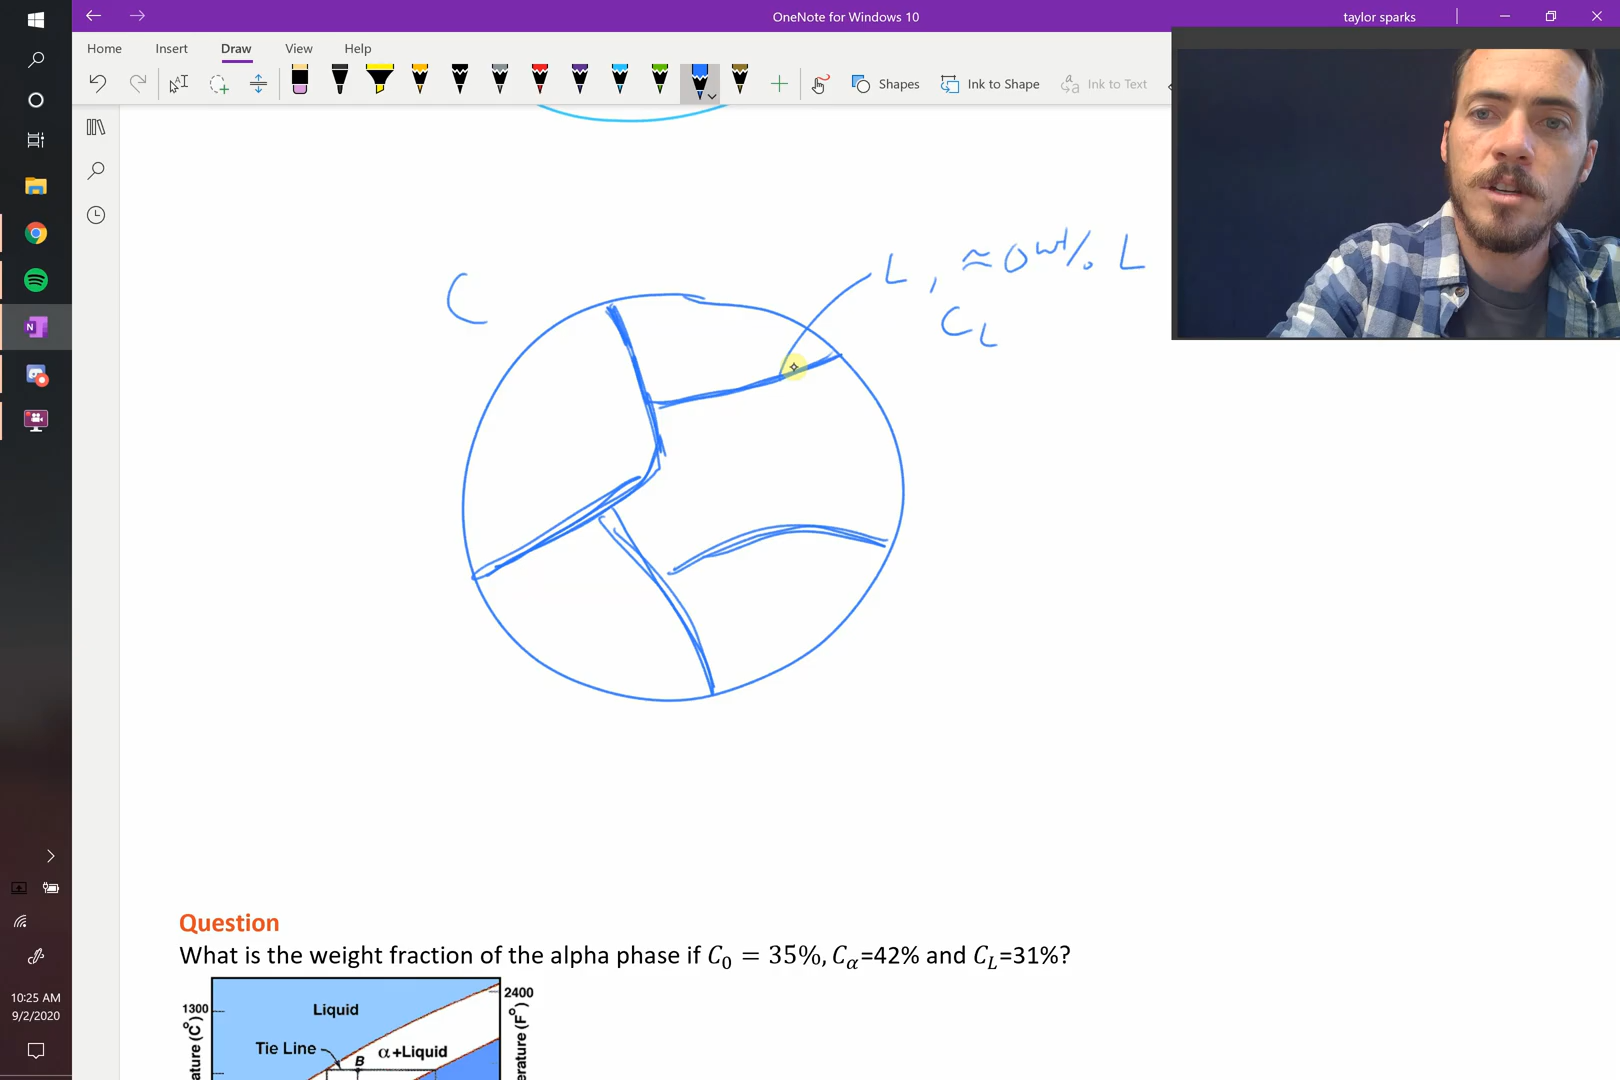 OneNote for Windows 10
taylor sparks
Home Insert Draw View Help
Shapes Ink to Shape Ink to Text
C
L, ≈0 wt% L
C_L
Question
What is the weight fraction of the alpha phase if C₀ = 35%, Cα=42% and C_L=31%?
Liquid
2400
1300
Tie Line
B
α+Liquid
10:25 AM
9/2/2020